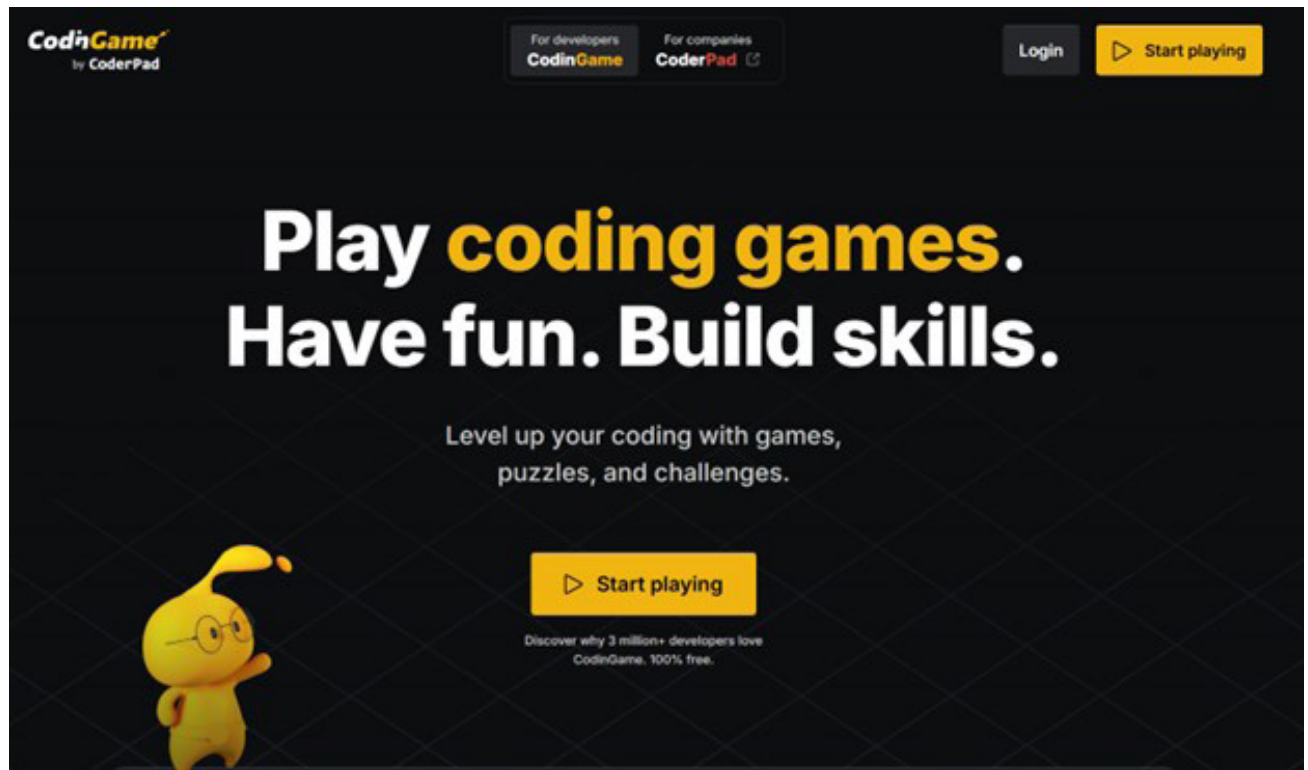 CodinGame
by CoderPad
For developers
CodinGame
For companies
CoderPad
Login
Start playing
Play coding games.
Have fun. Build skills.
Level up your coding with games,
puzzles, and challenges.
Start playing
Discover why 3 million+ developers love
CodinGame. 100% free.